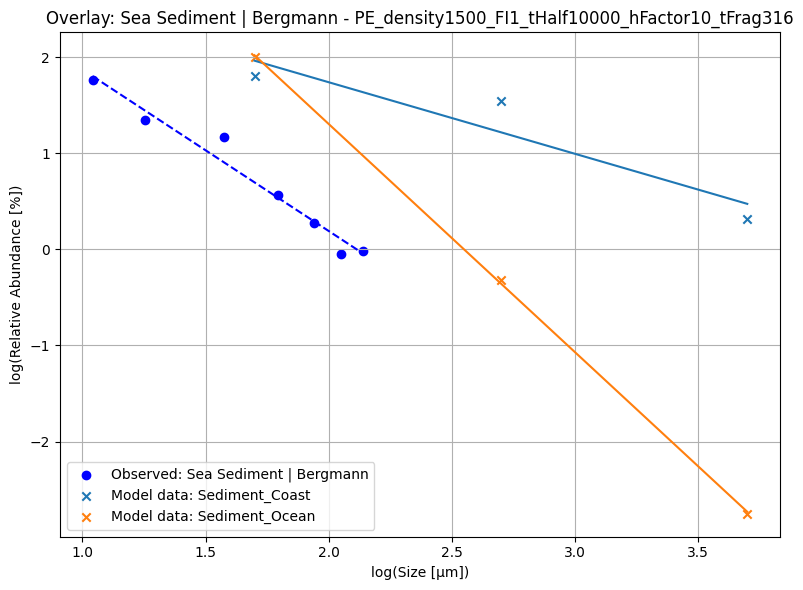 Overlay: Sea Sediment | Bergmann - PE_density1500_FI1_tHalf10000_hFactor10_tFrag316
log(Relative Abundance [%])
2
1
0
−1
−2
Observed: Sea Sediment | Bergmann
Model data: Sediment_Coast
Model data: Sediment_Ocean
1.0 1.5 2.0 2.5 3.0 3.5
log(Size [µm])